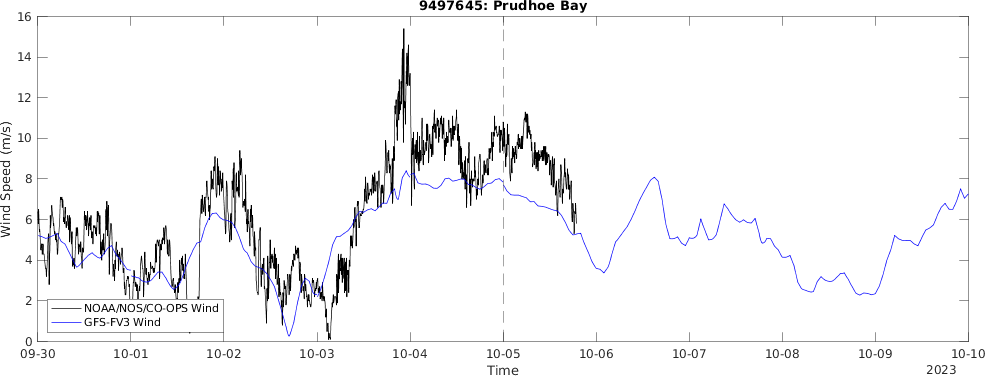 9497645: Prudhoe Bay
Wind Speed (m/s)
16
14
12
10
8
6
4
2
0
NOAA/NOS/CO-OPS Wind
GFS-FV3 Wind
09-30 10-01 10-02 10-03 10-04 10-05 10-06 10-07 10-08 10-09 10-10
Time
2023